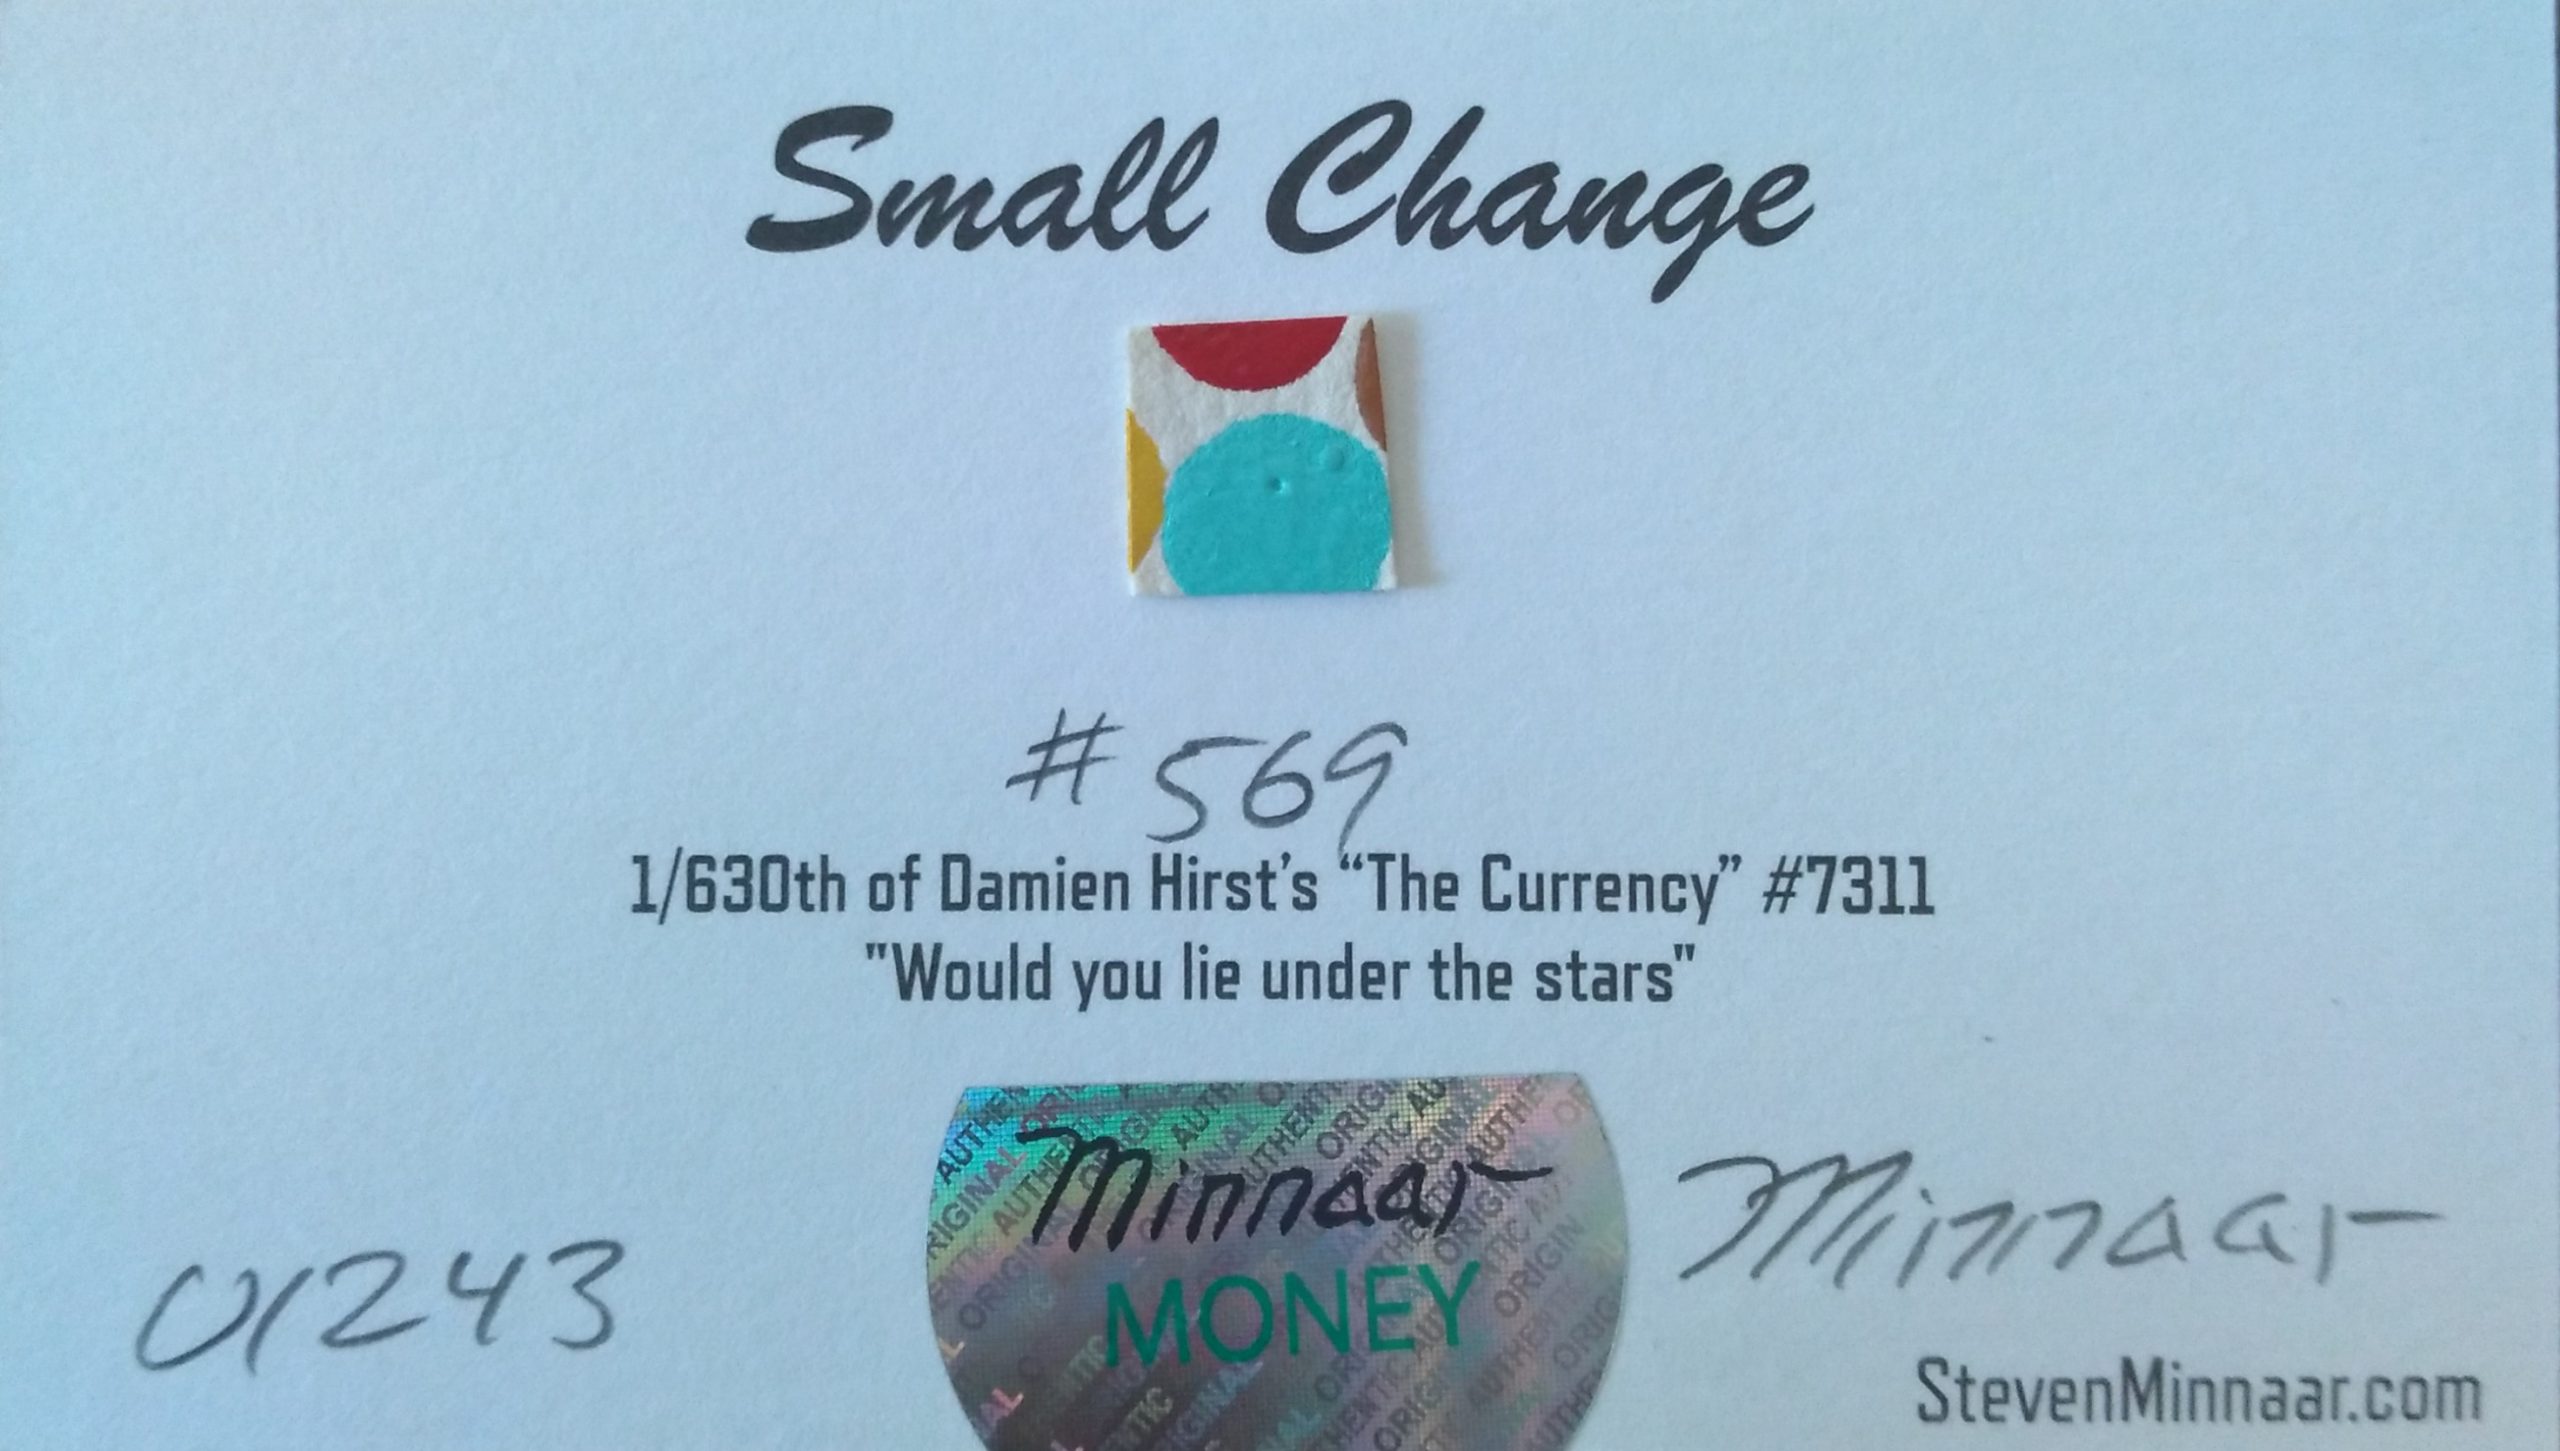 Small Change
# 569
1/630th of Damien Hirst's “The Currency” #7311
"Would you lie under the stars"
Minnaar
MONEY
01243
Minnaar
StevenMinnaar.com